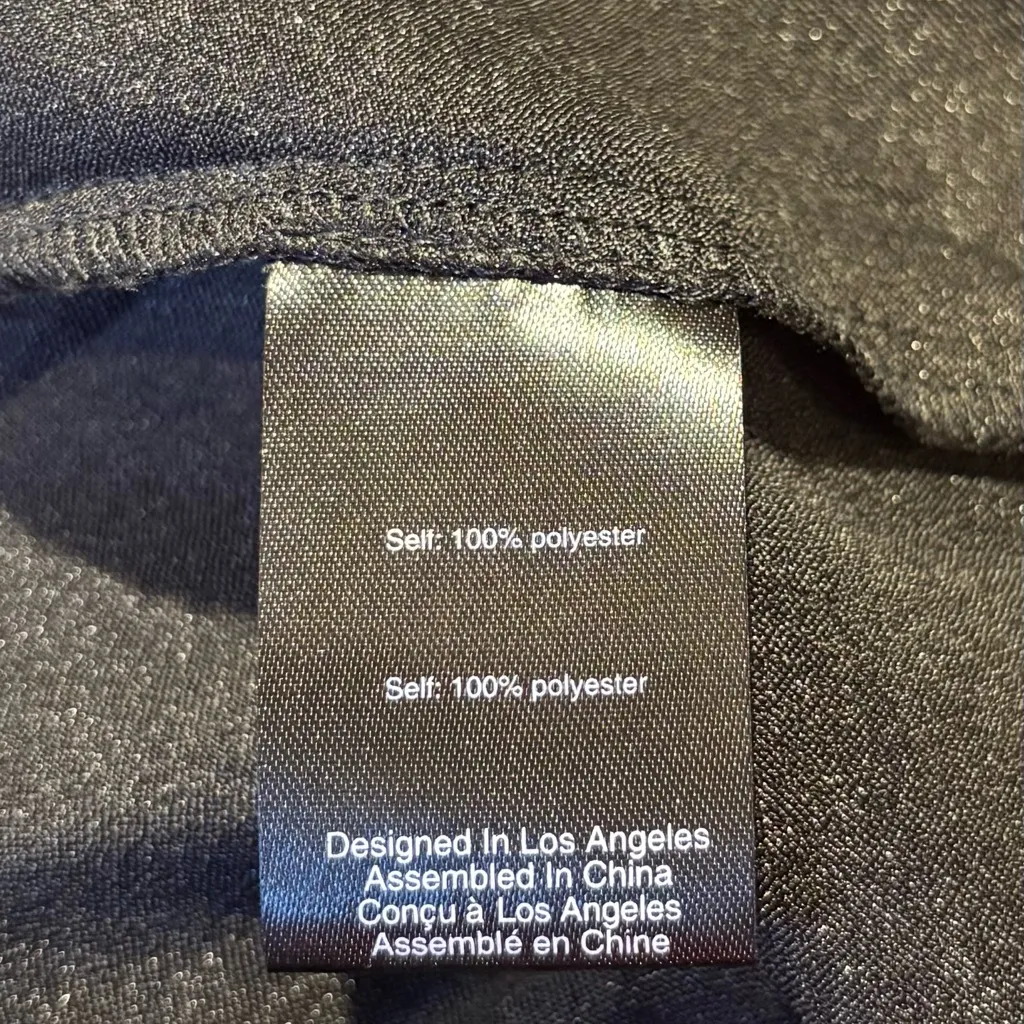 Self: 100% polyester
Self: 100% polyester
Designed In Los Angeles
Assembled In China
Conçu à Los Angeles
Assemblé en Chine